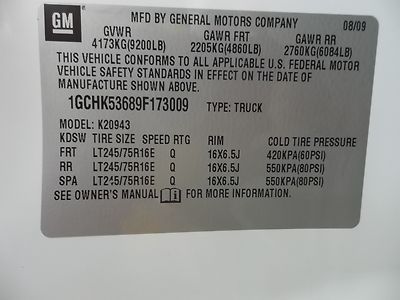 GM
MFD BY GENERAL MOTORS COMPANY 08/09
GVWR GAWR FRT GAWR RR
4173KG(9200LB) 2205KG(4860LB) 2760KG(6084LB)
THIS VEHICLE CONFORMS TO ALL APPLICABLE U.S. FEDERAL MOTOR
VEHICLE SAFETY STANDARDS IN EFFECT ON THE DATE OF
MANUFACTURE SHOWN ABOVE.
1GCHK53689F173009 TYPE: TRUCK
MODEL: K20943
KDSW TIRE SIZE SPEED RTG RIM COLD TIRE PRESSURE
FRT LT245/75R16E Q 16X6.5J 420KPA(60PSI)
RR LT245/75R16E Q 16X6.5J 550KPA(80PSI)
SPA LT245/75R16E Q 16X6.5J 550KPA(80PSI)
SEE OWNER'S MANUAL FOR MORE INFORMATION.